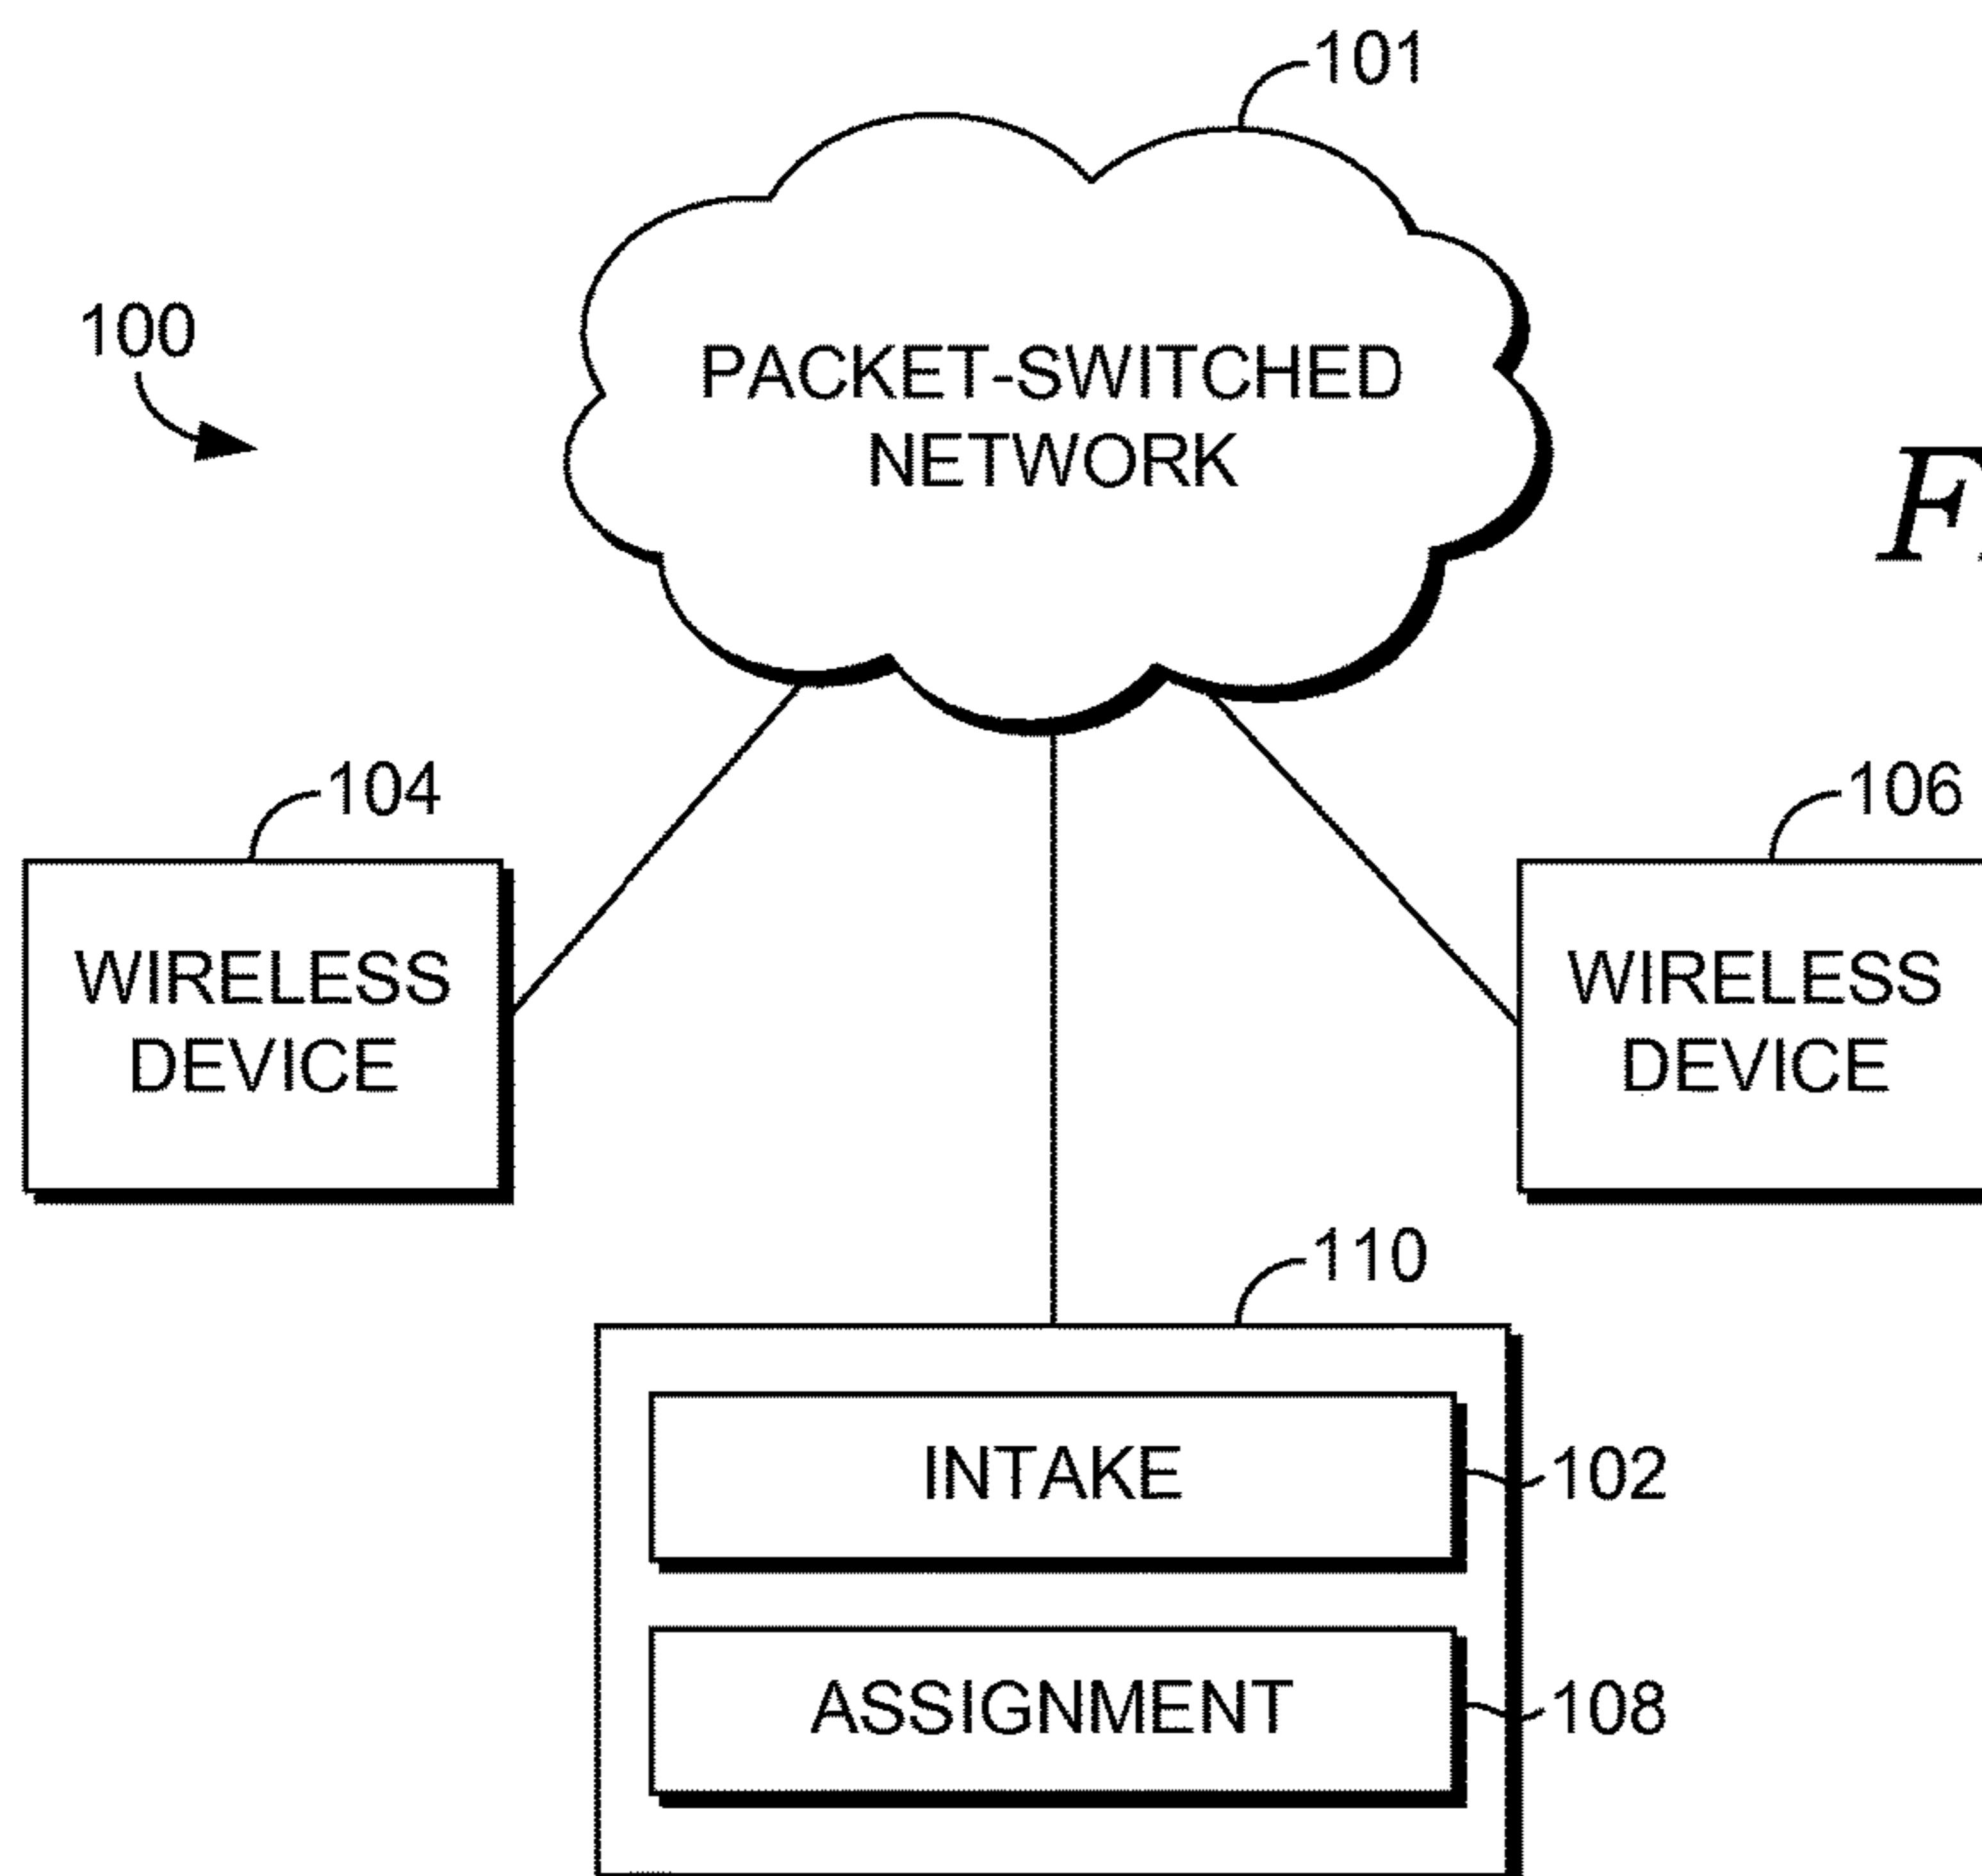 101
100
PACKET-SWITCHED
NETWORK
104
106
WIRELESS
DEVICE
WIRELESS
DEVICE
110
INTAKE
102
ASSIGNMENT
108